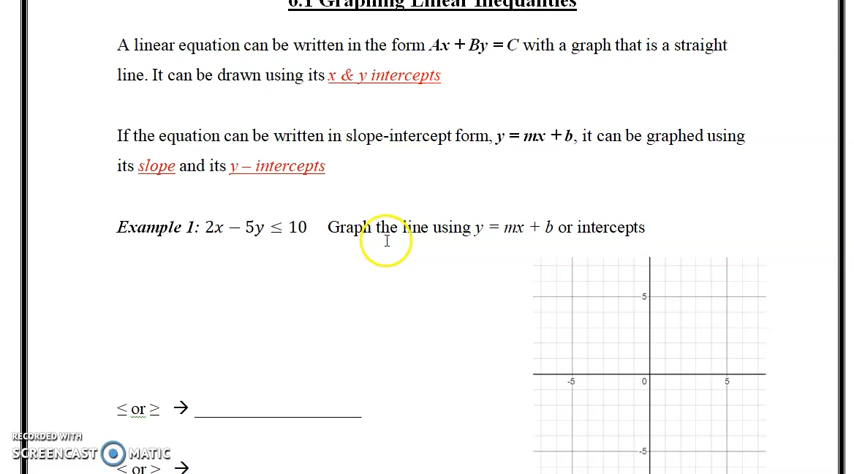 6.1 Graphing Linear Inequalities
A linear equation can be written in the form Ax + By = C with a graph that is a straight
line. It can be drawn using its x & y intercepts
If the equation can be written in slope-intercept form, y = mx + b, it can be graphed using
its slope and its y – intercepts
Example 1: 2x − 5y ≤ 10 Graph the line using y = mx + b or intercepts
5
-5 0 5
≤ or ≥ → ____________________
-5
RECORDED WITH
SCREENCAST MATIC
≤ or ≥ →